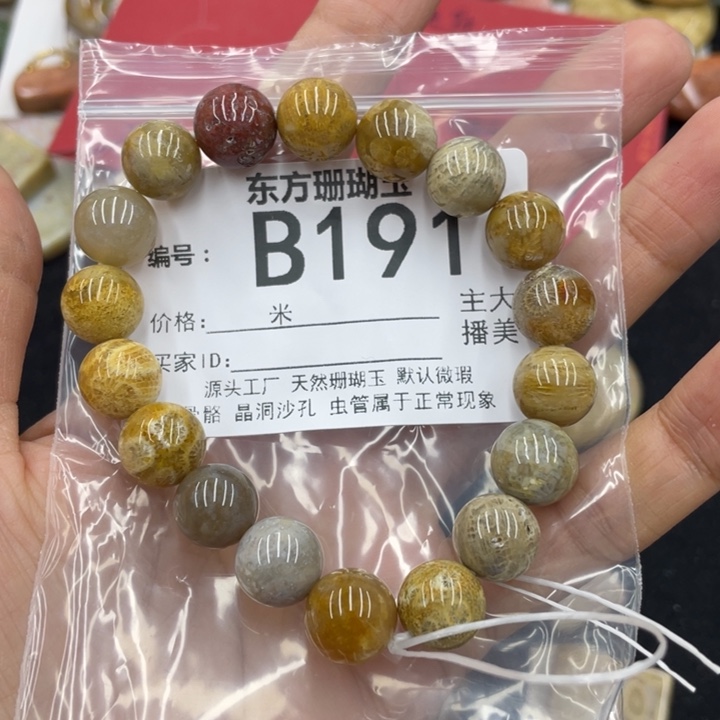 东方珊瑚玉
编号：B191
价格：米
主大
播美
买家ID：
源头工厂 天然珊瑚玉 默认微瑕
骼 晶洞沙孔 虫管属于正常现象